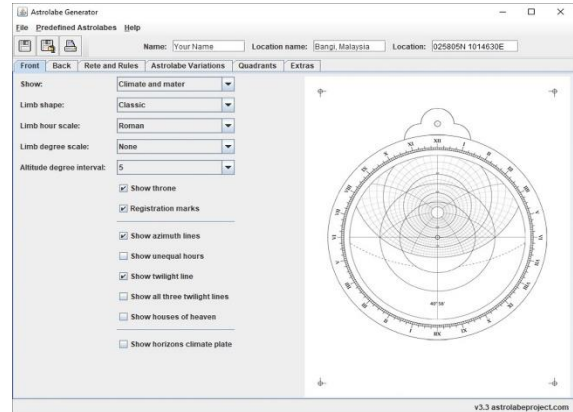 Astrolabe Generator
File Predefined Astrolabes Help
Name: Your Name Location name: Bangi, Malaysia Location: 025805N 1014630E
Front Back Rete and Rules Astrolabe Variations Quadrants Extras
Show: Climate and mater
Limb shape: Classic
Limb hour scale: Roman
Limb degree scale: None
Altitude degree interval: 5
Show throne
Registration marks
Show azimuth lines
Show unequal hours
Show twilight line
Show all three twilight lines
Show houses of heaven
Show horizons climate plate
XII
v3.3 astrolabeproject.com